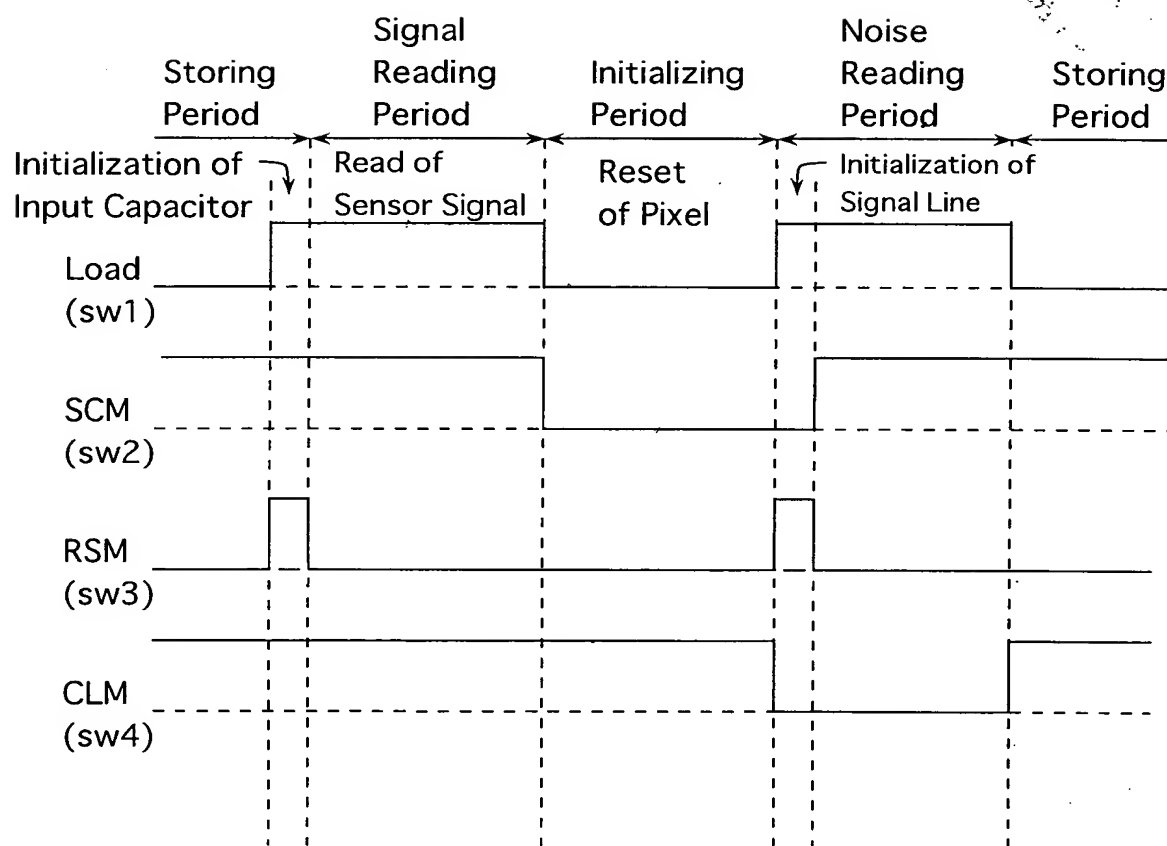 Storing
Period
Signal
Reading
Period
Initializing
Period
Noise
Reading
Period
Storing
Period
Initialization of
Input Capacitor
Read of
Sensor Signal
Reset
of Pixel
Initialization of
Signal Line
Load
(sw1)
SCM
(sw2)
RSM
(sw3)
CLM
(sw4)